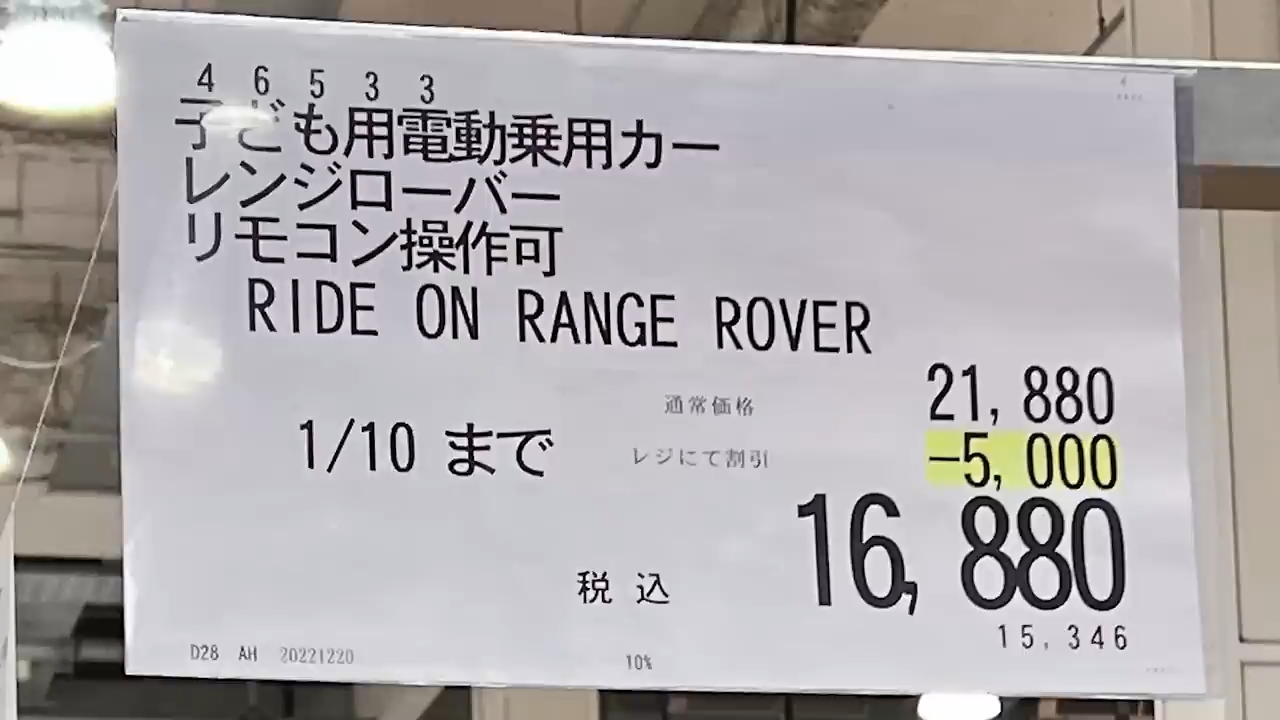 46533
子ども用電動乗用カー
レンジローバー
リモコン操作可
RIDE ON RANGE ROVER
通常価格 21,880
1/10 まで レジにて割引 -5,000
税込 16,880
15,346
D28 AH 20221220 10%